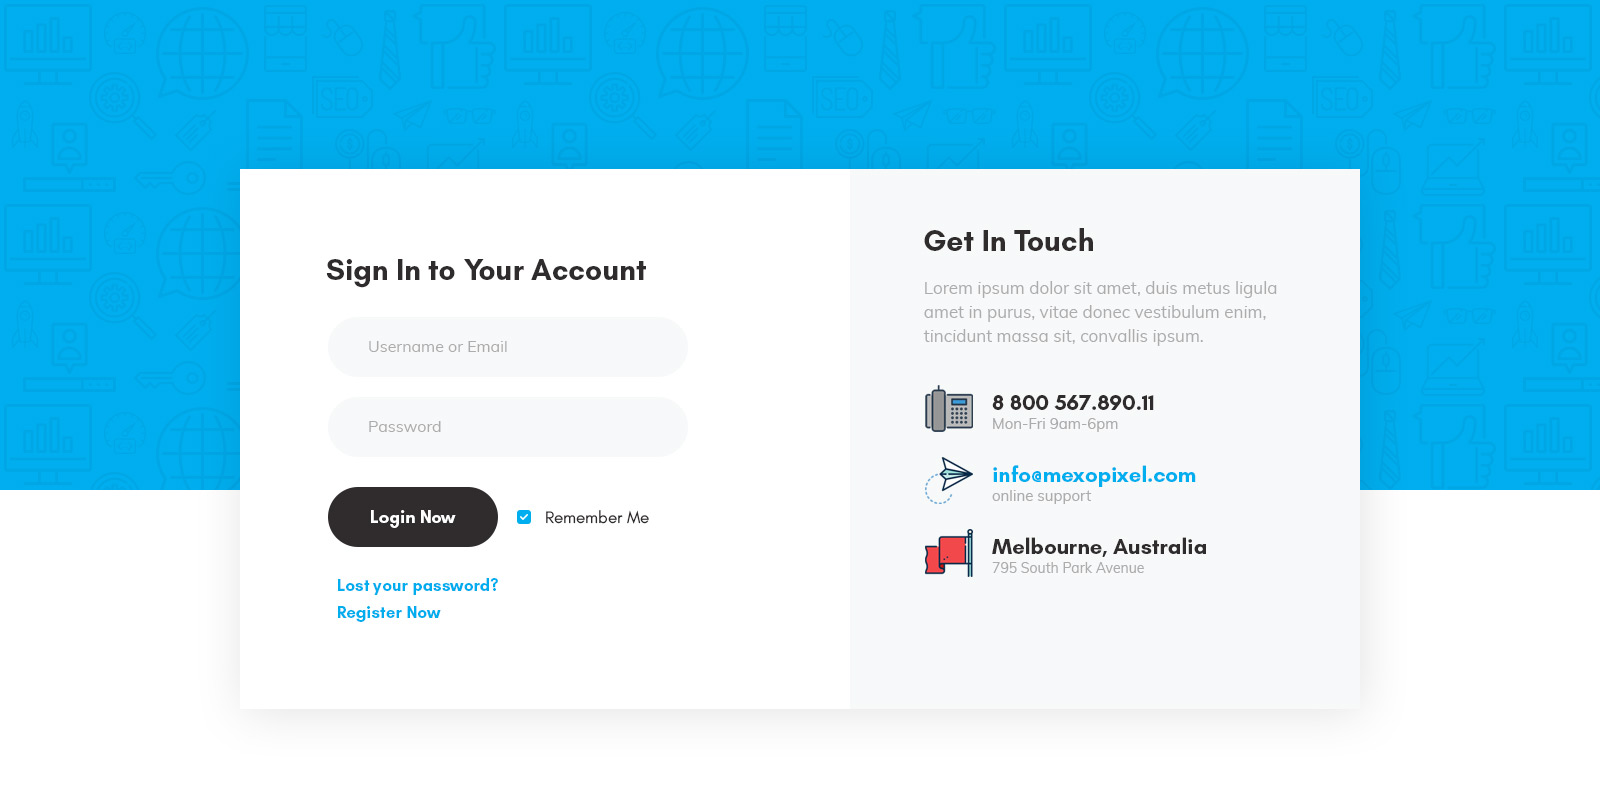 SEO
SEO
SEO
Sign In to Your Account
Username or Email
Password
Login Now
Remember Me
Lost your password?
Register Now
Get In Touch
Lorem ipsum dolor sit amet, duis metus ligula
amet in purus, vitae donec vestibulum enim,
tincidunt massa sit, convallis ipsum.
8 800 567.890.11
Mon-Fri 9am-6pm
info@mexopixel.com
online support
Melbourne, Australia
795 South Park Avenue